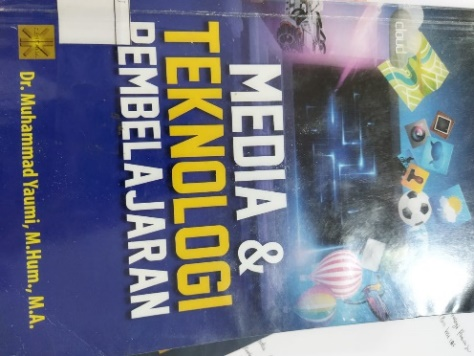 MEDIA &
TEKNOLOGI
PEMBELAJARAN
Dr. Muhammad Yaumi, M.Hum., M.A.